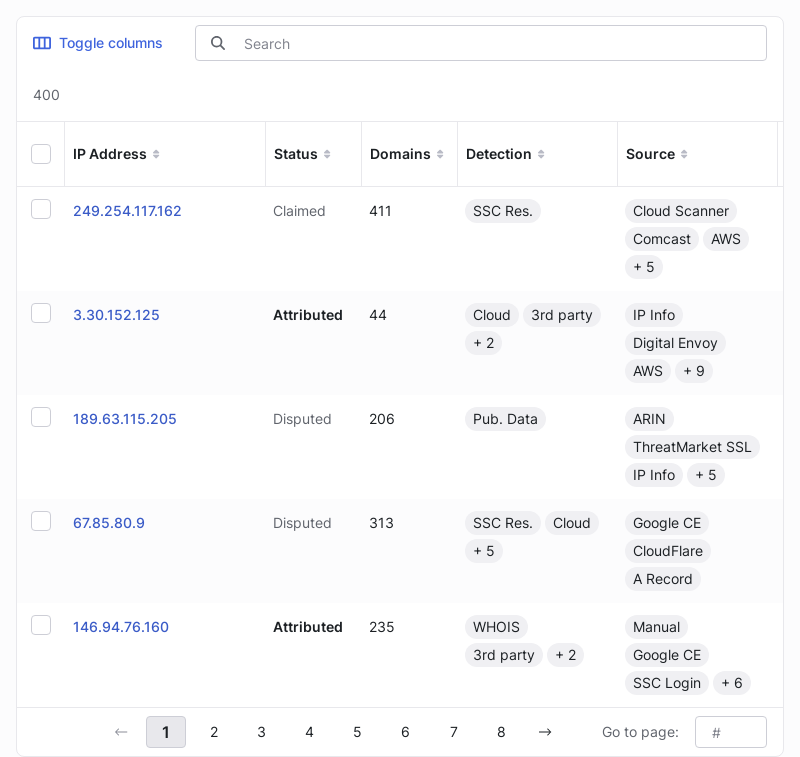 Toggle columns Search
400
IP Address Status Domains Detection Source
249.254.117.162 Claimed 411 SSC Res. Cloud Scanner
Comcast AWS
+ 5
3.30.152.125 Attributed 44 Cloud 3rd party IP Info
+ 2 Digital Envoy
AWS + 9
189.63.115.205 Disputed 206 Pub. Data ARIN
ThreatMarket SSL
IP Info + 5
67.85.80.9 Disputed 313 SSC Res. Cloud Google CE
+ 5 CloudFlare
A Record
146.94.76.160 Attributed 235 WHOIS Manual
3rd party + 2 Google CE
SSC Login + 6
← 1 2 3 4 5 6 7 8 → Go to page: #